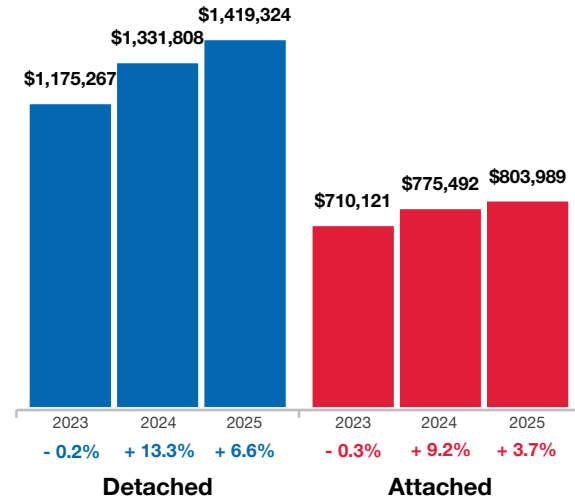 $1,419,324
$1,331,808
$1,175,267
$803,989
$775,492
$710,121
2023 2024 2025 2023 2024 2025
- 0.2% + 13.3% + 6.6% - 0.3% + 9.2% + 3.7%
Detached Attached